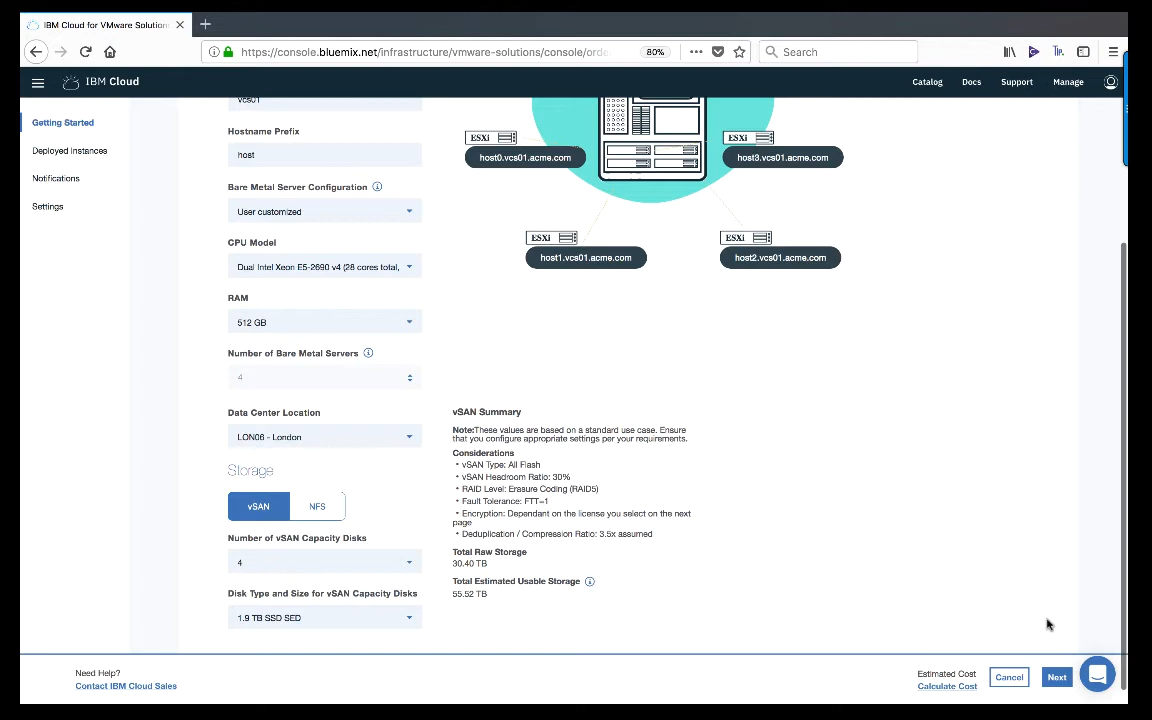 IBM Cloud for VMware Solution
https://console.bluemix.net/infrastructure/vmware-solutions/console/orde
80%
Search
IBM Cloud
Catalog
Docs
Support
Manage
Getting Started
Deployed Instances
Notifications
Settings
vcs01
Hostname Prefix
host
Bare Metal Server Configuration
User customized
CPU Model
Dual Intel Xeon E5-2690 v4 (28 cores total,
RAM
512 GB
Number of Bare Metal Servers
4
Data Center Location
LON06 - London
Storage
vSAN
NFS
Number of vSAN Capacity Disks
4
Disk Type and Size for vSAN Capacity Disks
1.9 TB SSD SED
ESXi
host0.vcs01.acme.com
ESXi
host3.vcs01.acme.com
ESXi
host1.vcs01.acme.com
ESXi
host2.vcs01.acme.com
vSAN Summary
Note:These values are based on a standard use case. Ensure
that you configure appropriate settings per your requirements.
Considerations
• vSAN Type: All Flash
• vSAN Headroom Ratio: 30%
• RAID Level: Erasure Coding (RAID5)
• Fault Tolerance: FTT=1
• Encryption: Dependant on the license you select on the next
page
• Deduplication / Compression Ratio: 3.5x assumed
Total Raw Storage
30.40 TB
Total Estimated Usable Storage
55.52 TB
Need Help?
Contact IBM Cloud Sales
Estimated Cost
Calculate Cost
Cancel
Next